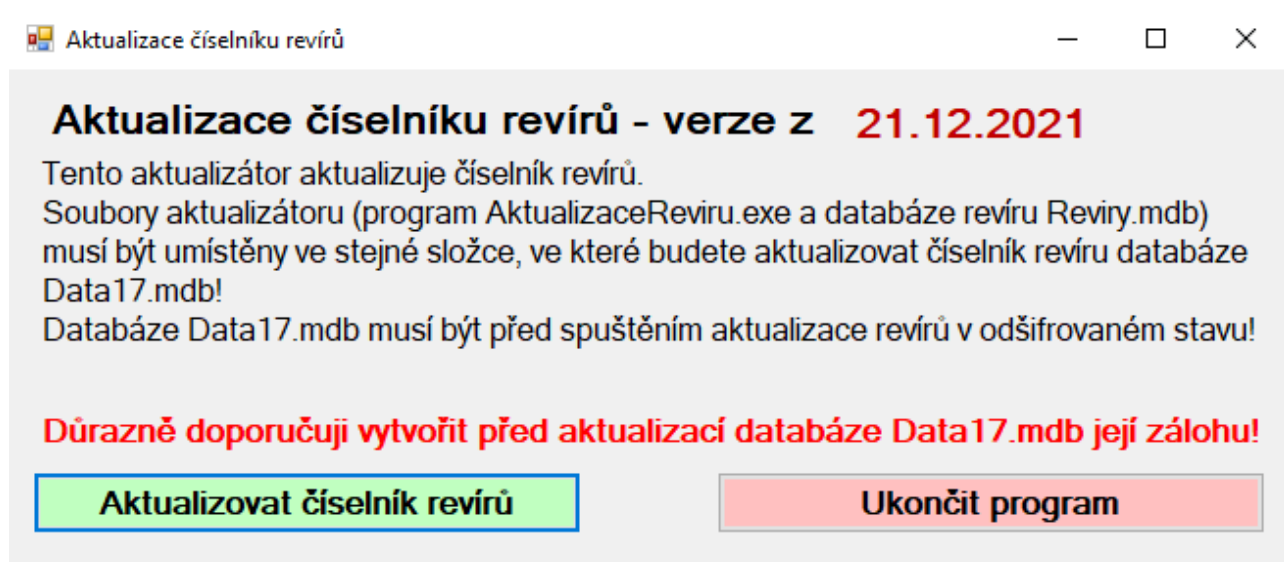 Aktualizace číselníku revírů
Aktualizace číselníku revírů - verze z 21.12.2021
Tento aktualizátor aktualizuje číselník revírů.
Soubory aktualizátoru (program AktualizaceReviru.exe a databáze revíru Reviry.mdb)
musí být umístěny ve stejné složce, ve které budete aktualizovat číselník revíru databáze
Data17.mdb!
Databáze Data17.mdb musí být před spuštěním aktualizace revírů v odšifrovaném stavu!
Důrazně doporučuji vytvořit před aktualizací databáze Data17.mdb její zálohu!
Aktualizovat číselník revírů
Ukončit program